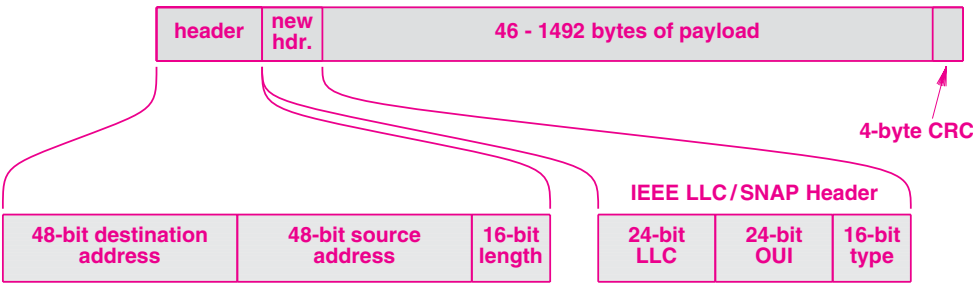 header
new
hdr.
46 - 1492 bytes of payload
4-byte CRC
IEEE LLC/SNAP Header
48-bit destination
address
48-bit source
address
16-bit
length
24-bit
LLC
24-bit
OUI
16-bit
type